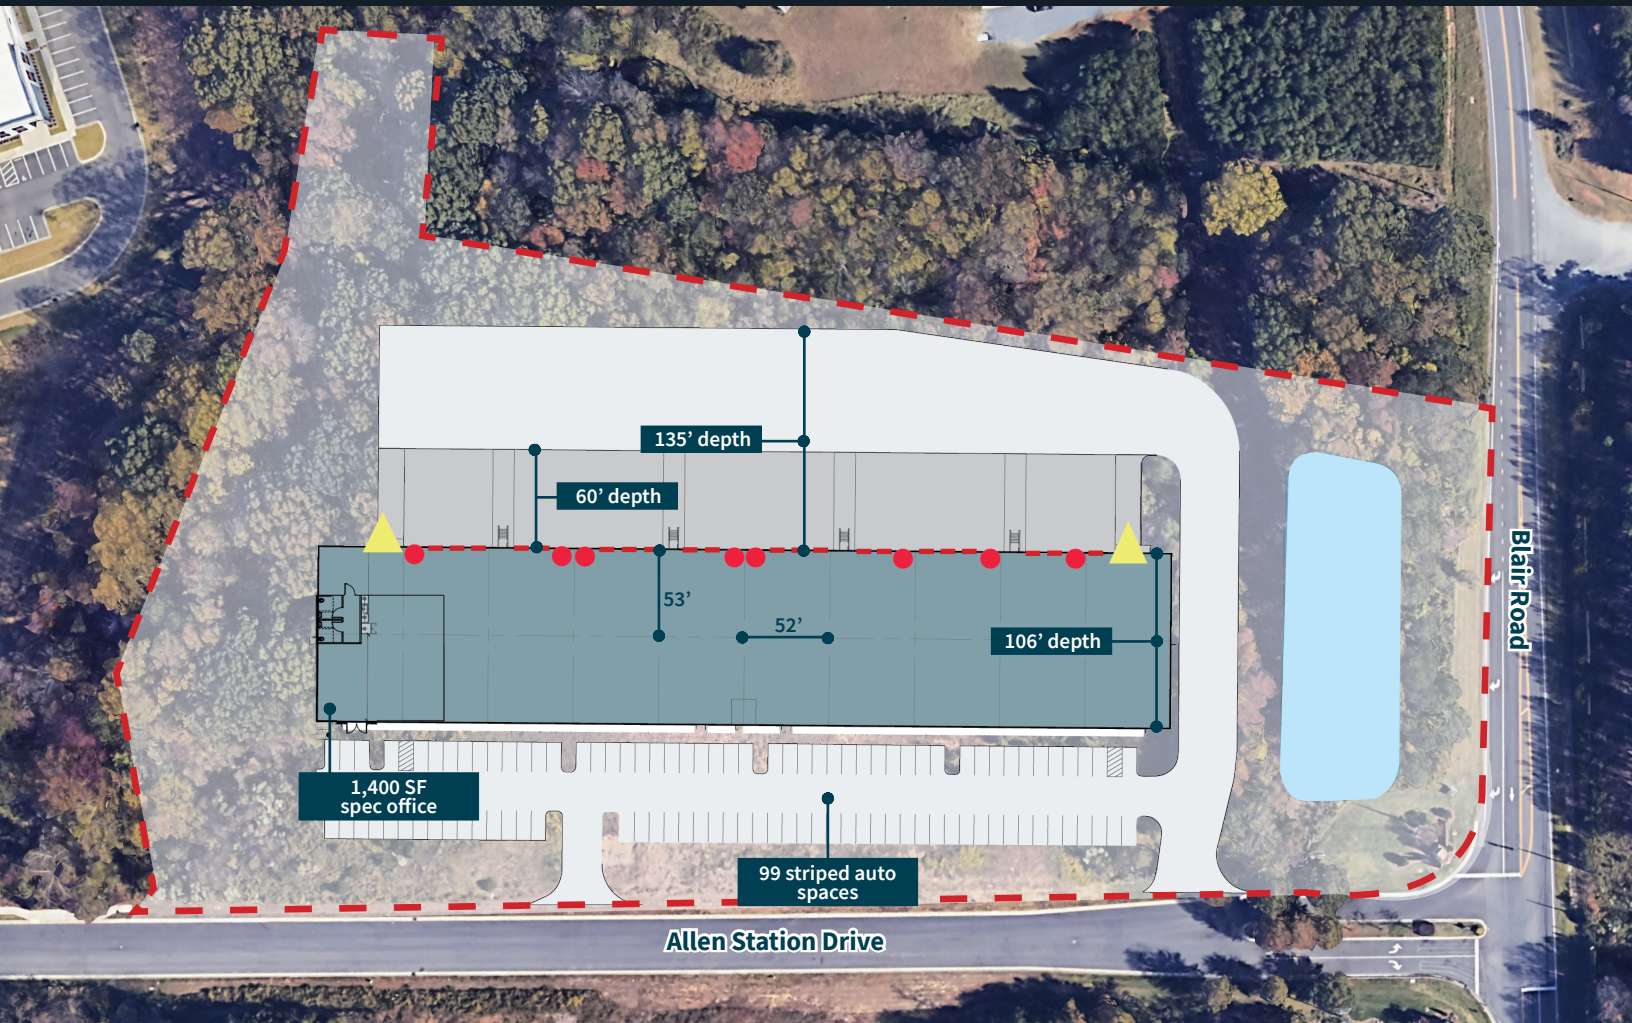 135’ depth
60’ depth
53’
52’
106’ depth
Blair Road
1,400 SF
spec office
99 striped auto
spaces
Allen Station Drive